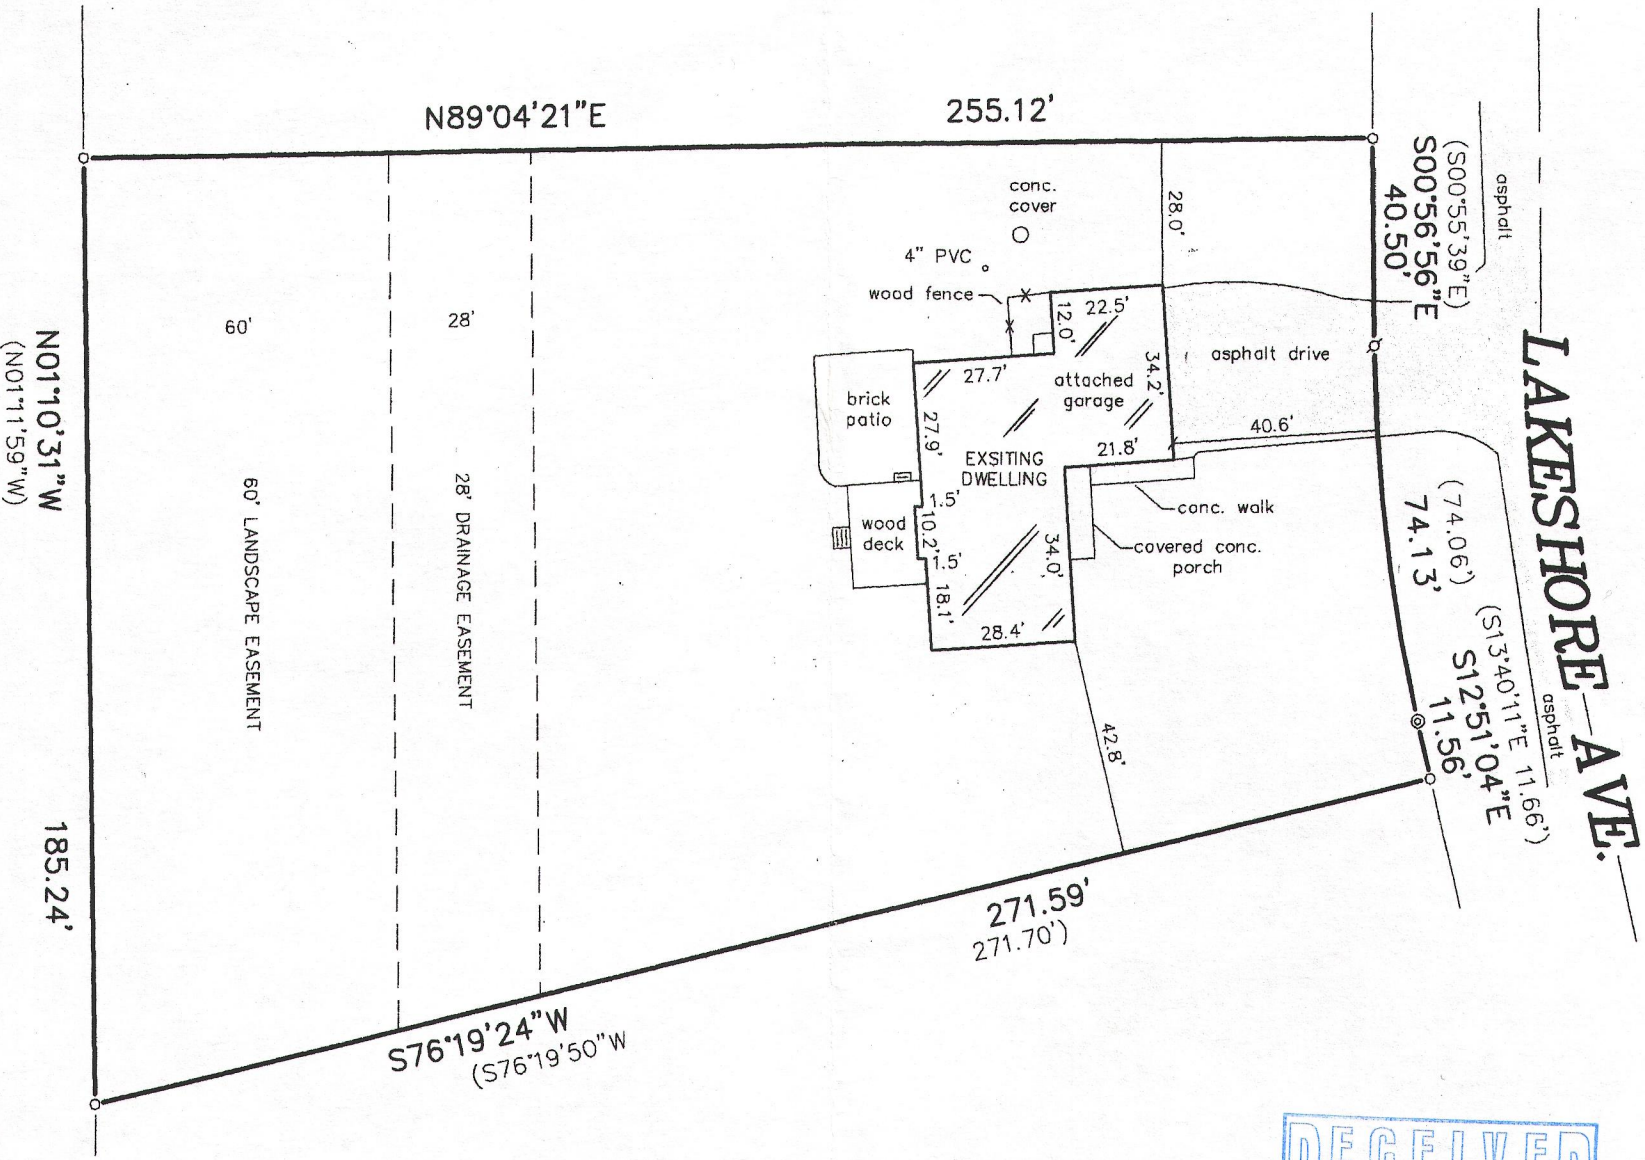 N89°04'21"E
255.12'
(S00°55'39"E)
S00°56'56"E
40.50'
asphalt
LAKESHORE AVE.
conc.
cover
28.0'
4" PVC
wood fence
22.5'
12.0'
34.2'
asphalt drive
60'
28'
27.7'
attached
garage
brick
patio
27.9'
21.8'
40.6'
EXSITING
DWELLING
1.5'
10.2'
1.5'
18.1'
wood
deck
34.0'
28.4'
conc. walk
covered conc.
porch
(74.06')
74.13'
(S13°40'11"E 11.66')
S12°51'04"E
11.56'
asphalt
42.8'
N01°10'31"W
(N01°11'59"W)
185.24'
60' LANDSCAPE EASEMENT
28' DRAINAGE EASEMENT
271.59'
271.70')
S76°19'24"W
(S76°19'50"W
RECEIVED